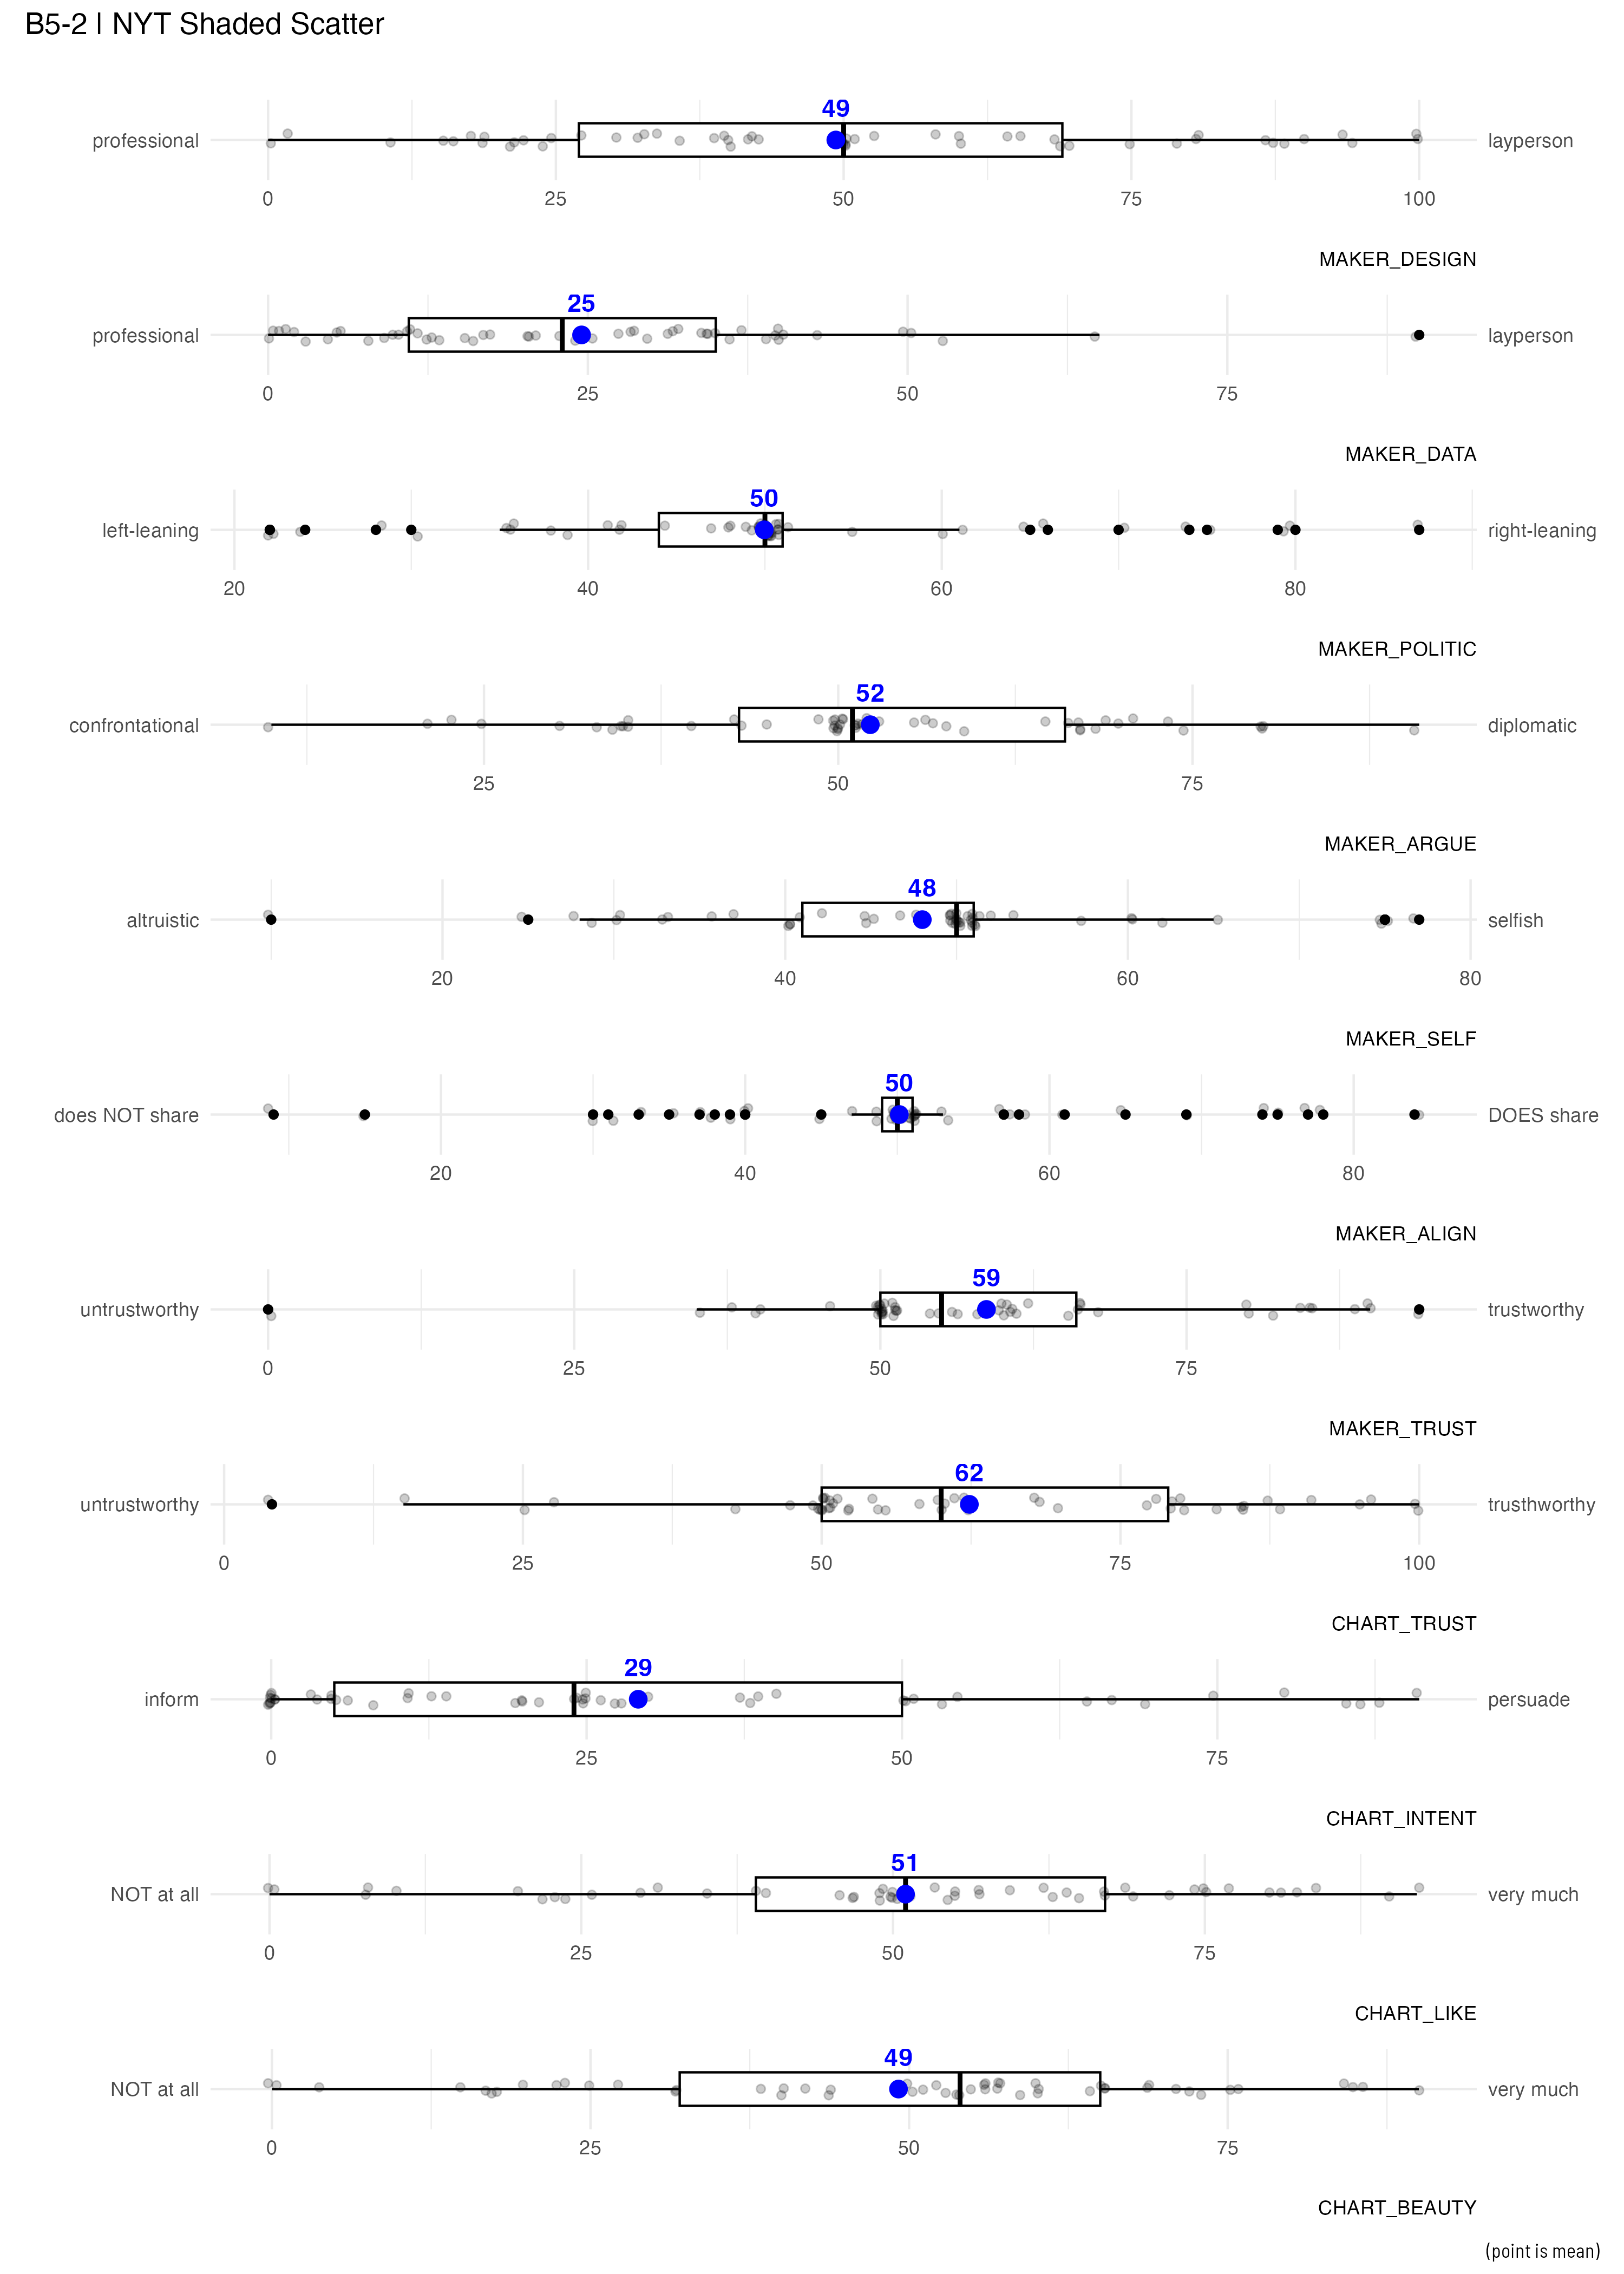 B5-2 | NYT Shaded Scatter
49
professional layperson
0 25 50 75 100
MAKER_DESIGN
25
professional layperson
0 25 50 75
MAKER_DATA
50
left-leaning right-leaning
20 40 60 80
MAKER_POLITIC
52
confrontational diplomatic
25 50 75
MAKER_ARGUE
48
altruistic selfish
20 40 60 80
MAKER_SELF
50
does NOT share DOES share
20 40 60 80
MAKER_ALIGN
59
untrustworthy trustworthy
0 25 50 75
MAKER_TRUST
62
untrustworthy trusthworthy
0 25 50 75 100
CHART_TRUST
29
inform persuade
0 25 50 75
CHART_INTENT
51
NOT at all very much
0 25 50 75
CHART_LIKE
49
NOT at all very much
0 25 50 75
CHART_BEAUTY
(point is mean)